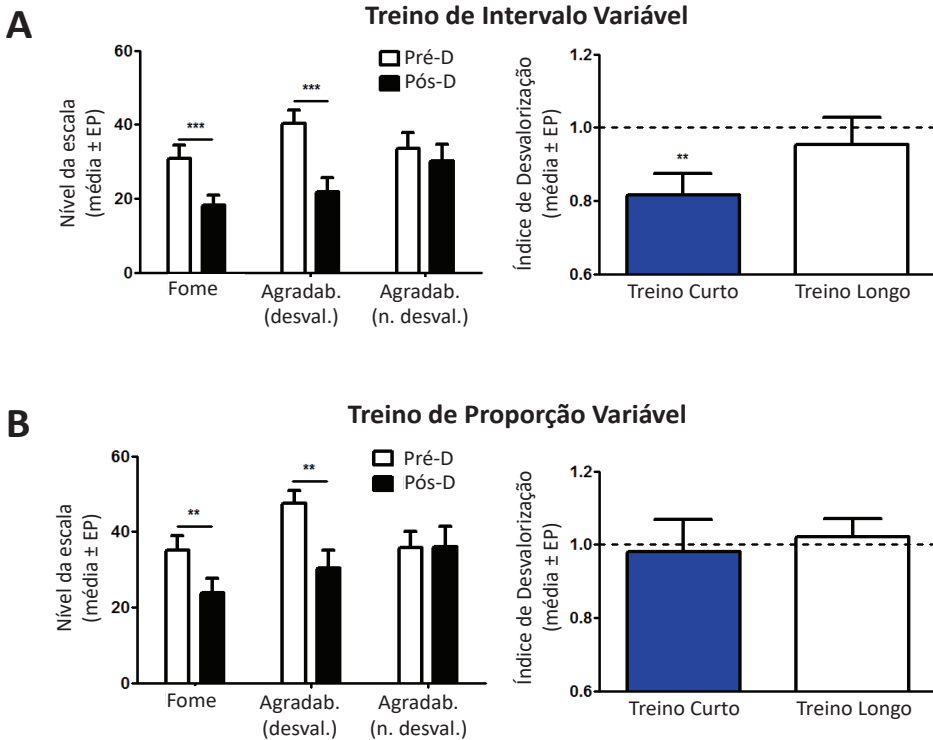 A
Treino de Intervalo Variável
Nível da escala
(média ± EP)
60
40
20
0
Pré-D
Pós-D
***
***
Fome
Agradab.
(desval.)
Agradab.
(n. desval.)
Índice de Desvalorização
(média ± EP)
1.2
1.0
0.8
0.6
**
Treino Curto
Treino Longo
B
Treino de Proporção Variável
Nível da escala
(média ± EP)
60
40
20
0
Pré-D
Pós-D
**
**
Fome
Agradab.
(desval.)
Agradab.
(n. desval.)
Índice de Desvalorização
(média ± EP)
1.2
1.0
0.8
0.6
Treino Curto
Treino Longo